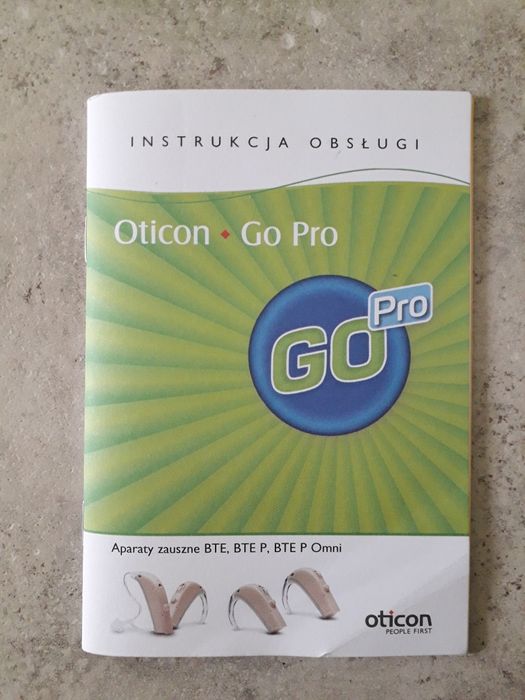 INSTRUKCJA OBSŁUGI
Oticon • Go Pro
GO Pro
Aparaty zauszne BTE, BTE P, BTE P Omni
oticon
PEOPLE FIRST